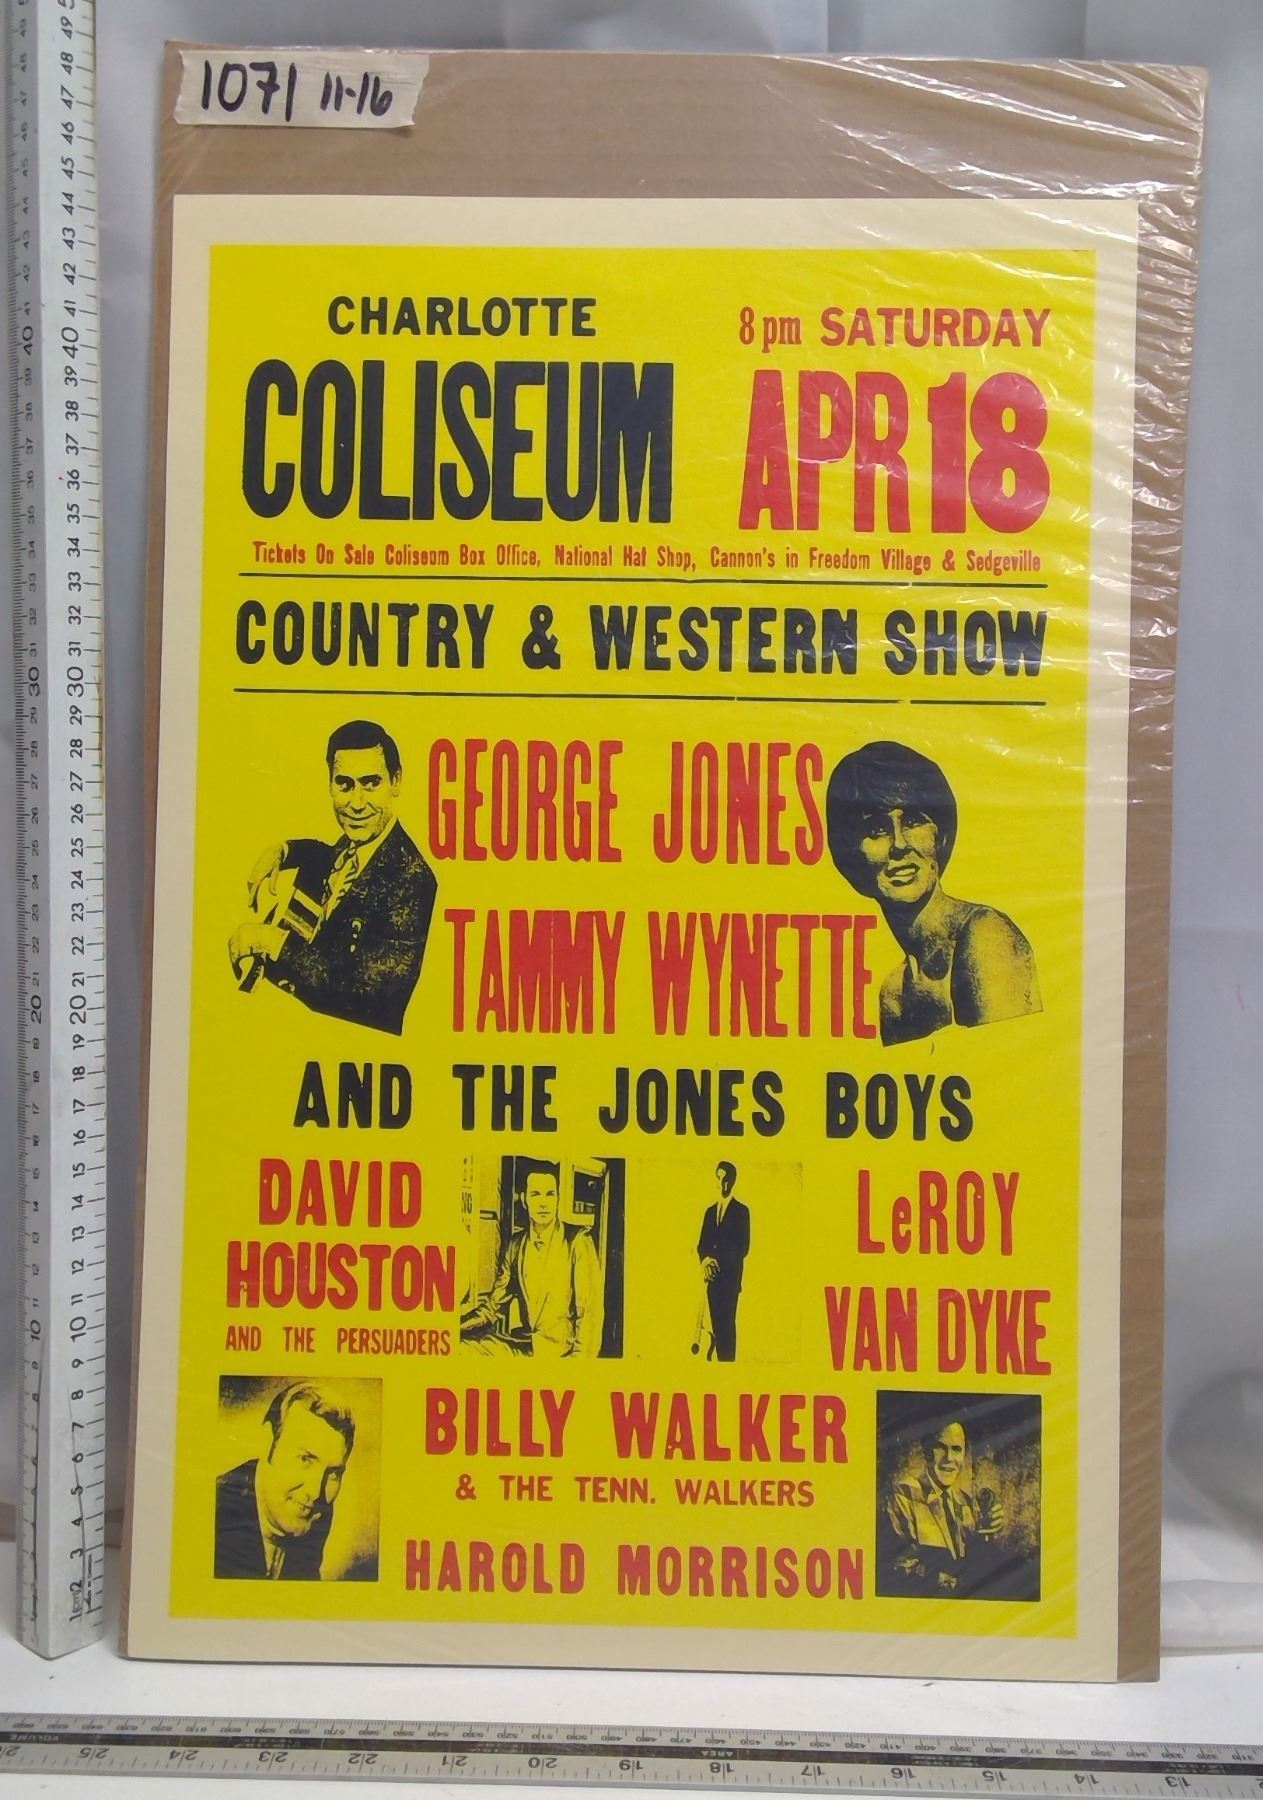 1071 11-16
CHARLOTTE
COLISEUM
8 pm SATURDAY
APR 18
Tickets On Sale Coliseum Box Office, National Hat Shop, Cannon's in Freedom Village & Sedgeville
COUNTRY & WESTERN SHOW
GEORGE JONES
TAMMY WYNETTE
AND THE JONES BOYS
DAVID
HOUSTON
AND THE PERSUADERS
LeROY
VAN DYKE
BILLY WALKER
& THE TENN. WALKERS
HAROLD MORRISON